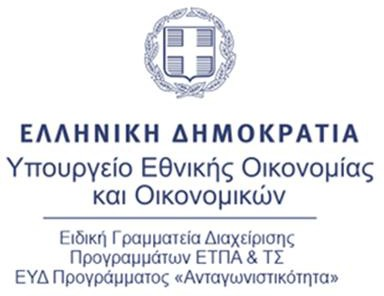 ΕΛΛΗΝΙΚΗ ΔΗΜΟΚΡΑΤΙΑ
Υπουργείο Εθνικής Οικονομίας
και Οικονομικών
Ειδική Γραμματεία Διαχείρισης
Προγραμμάτων ΕΤΠΑ & ΤΣ
ΕΥΔ Προγράμματος «Ανταγωνιστικότητα»